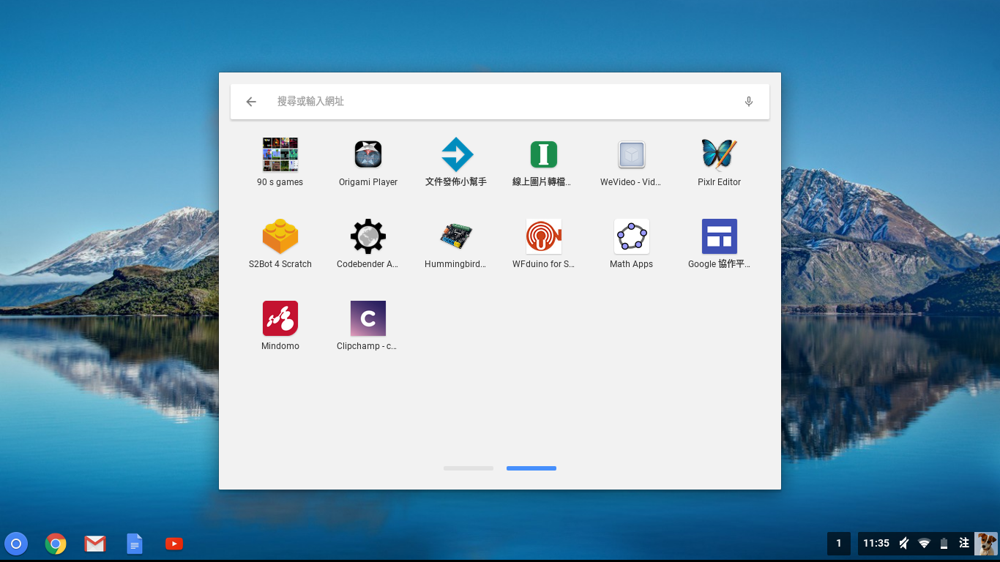 搜尋或輸入網址
90 s games
Origami Player
文件發佈小幫手
線上圖片轉檔...
WeVideo - Vid...
Pixlr Editor
S2Bot 4 Scratch
Codebender A...
Hummingbird...
WFduino for S...
Math Apps
Google 協作平...
Mindomo
C
Clipchamp - c...
1
11:35
注